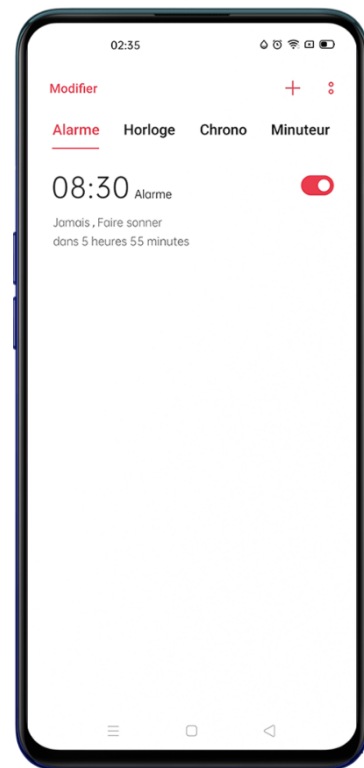 02:35
Modifier
Alarme Horloge Chrono Minuteur
08:30 Alarme
Jamais , Faire sonner
dans 5 heures 55 minutes